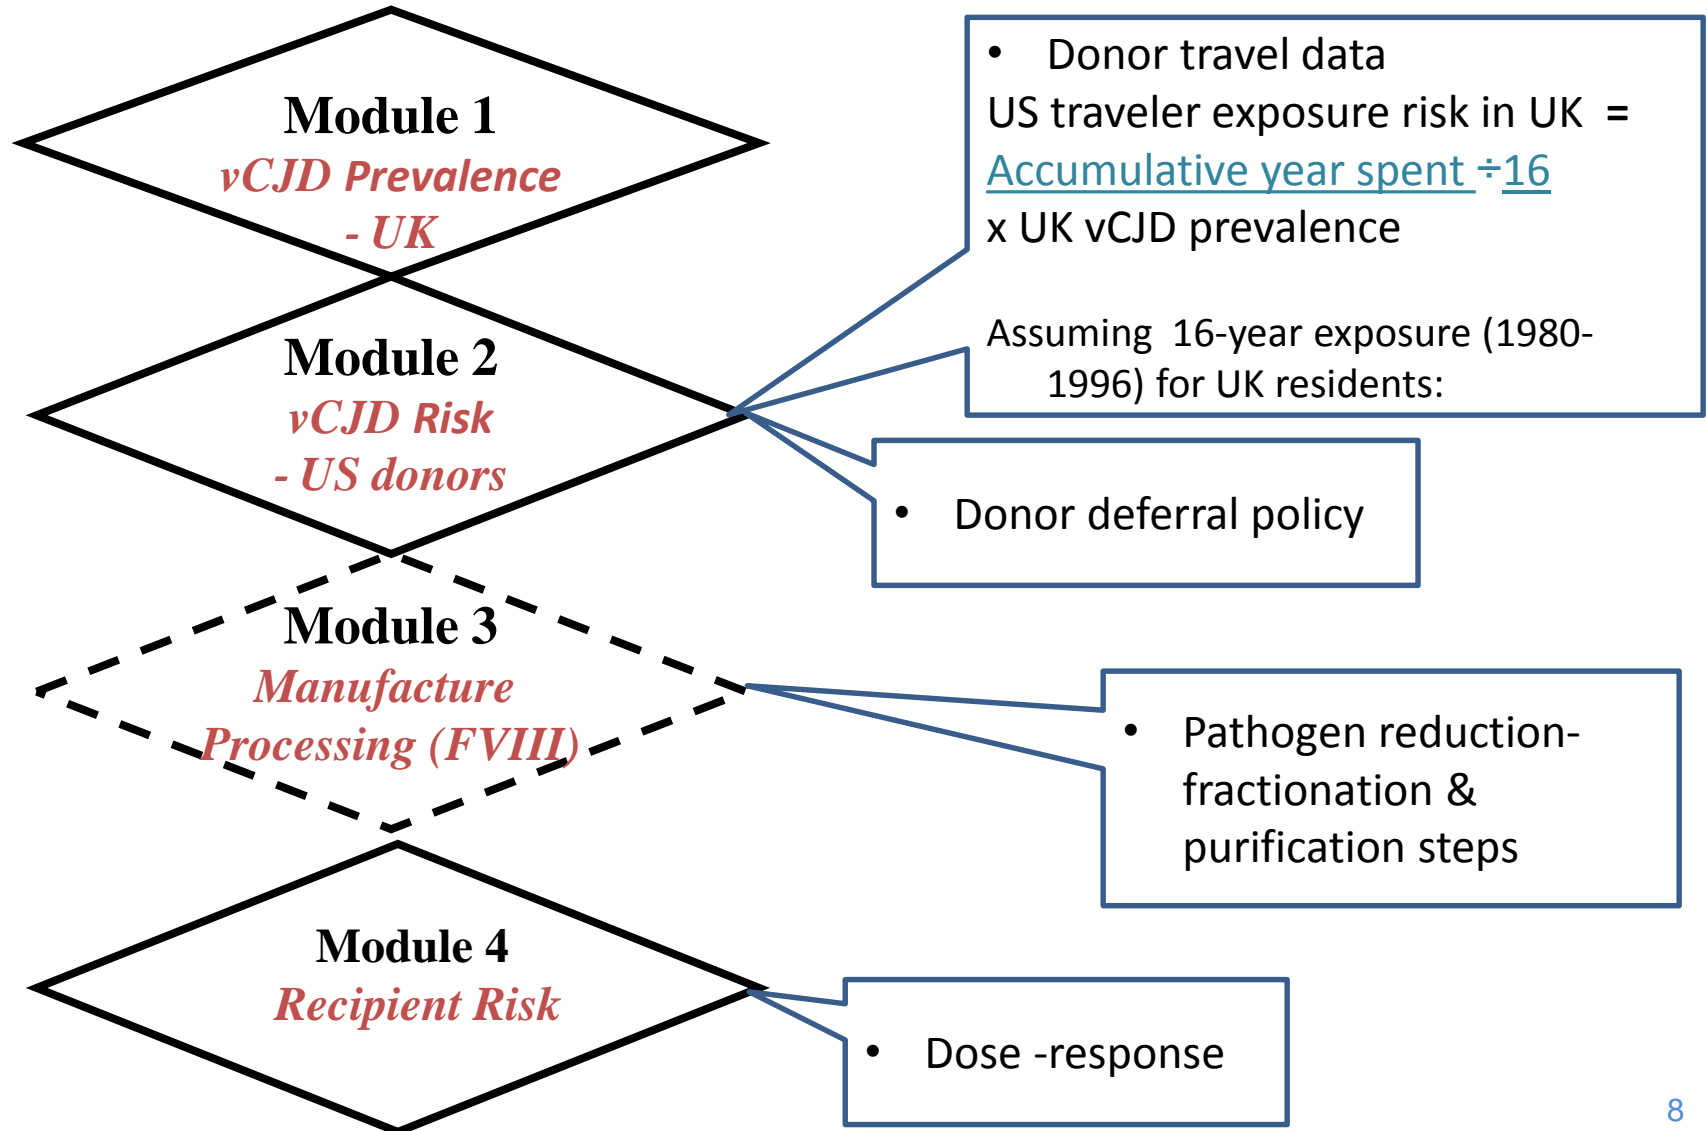 Module 1
vCJD Prevalence
- UK
• Donor travel data
US traveler exposure risk in UK =
Accumulative year spent ÷16
x UK vCJD prevalence
Assuming 16-year exposure (1980-
1996) for UK residents:
Module 2
vCJD Risk
- US donors
• Donor deferral policy
Module 3
Manufacture
Processing (FVIII)
• Pathogen reduction-
fractionation &
purification steps
Module 4
Recipient Risk
• Dose -response
8